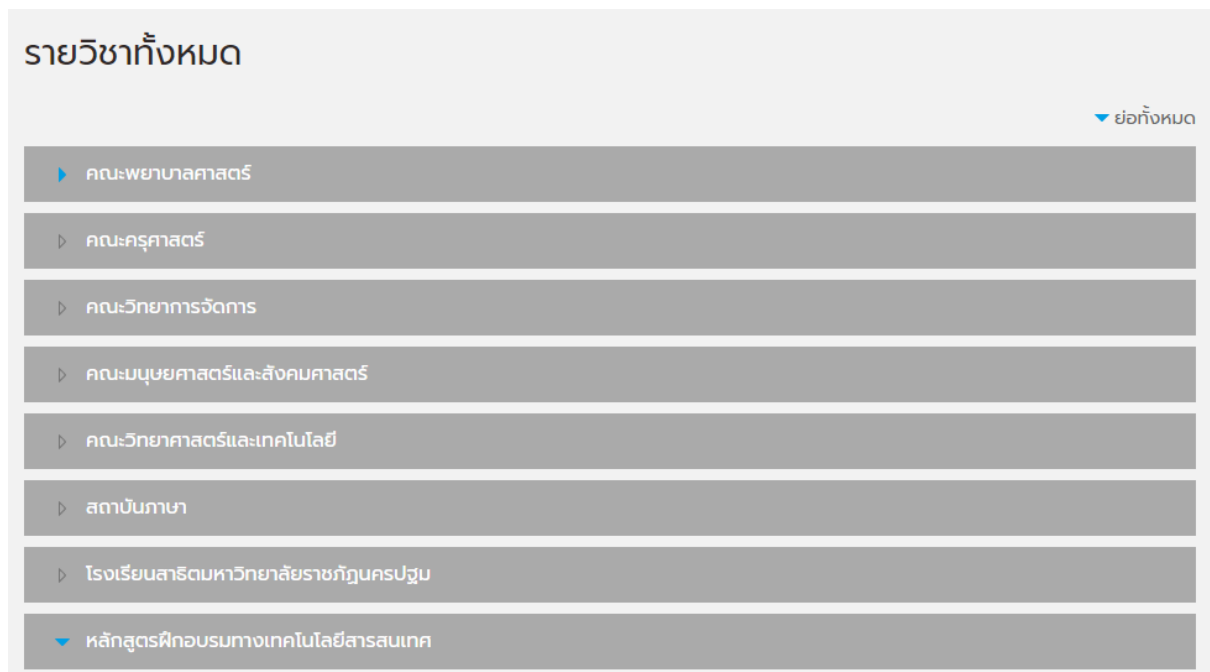 รายวิชาทั้งหมด
ย่อทั้งหมด
คณะพยาบาลศาสตร์
คณะครุศาสตร์
คณะวิทยาการจัดการ
คณะมนุษยศาสตร์และสังคมศาสตร์
คณะวิทยาศาสตร์และเทคโนโลยี
สถาบันภาษา
โรงเรียนสาธิตมหาวิทยาลัยราชภัฏนครปฐม
หลักสูตรฝึกอบรมทางเทคโนโลยีสารสนเทศ